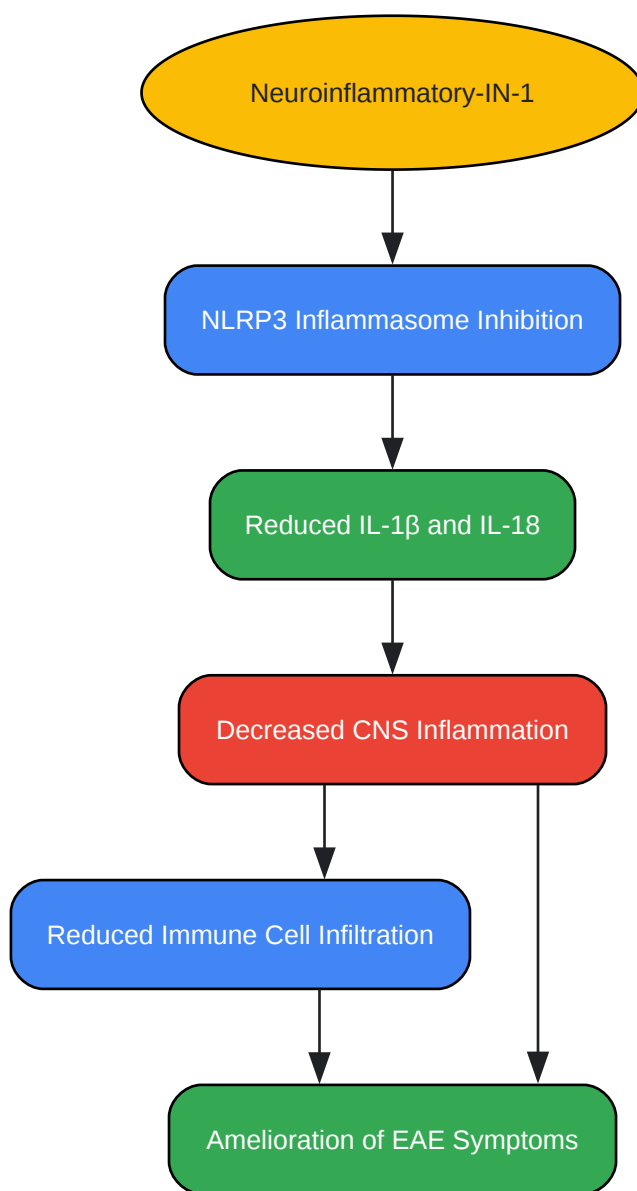 Neuroinflammatory-IN-1
NLRP3 Inflammasome Inhibition
Reduced IL-1β and IL-18
Decreased CNS Inflammation
Reduced Immune Cell Infiltration
Amelioration of EAE Symptoms